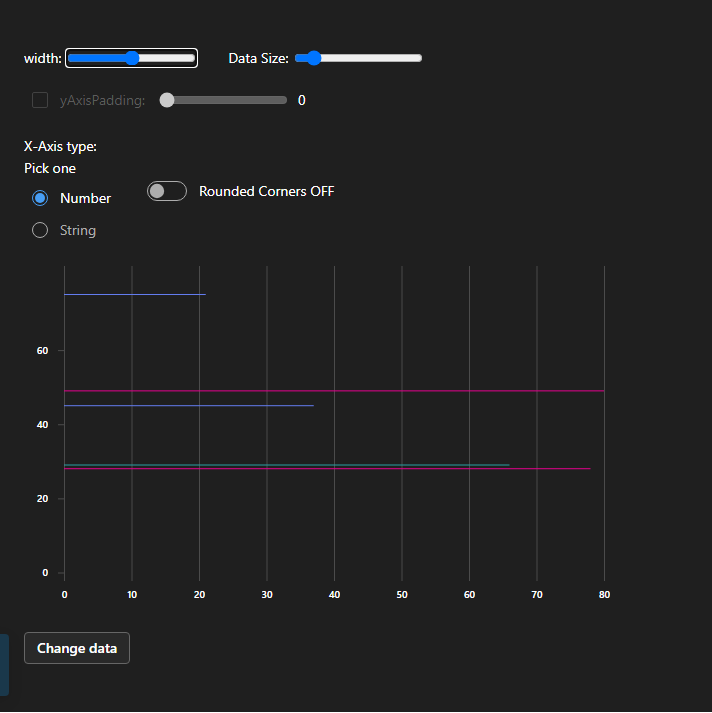 width: Data Size:
yAxisPadding: 0
X-Axis type:
Pick one
Number Rounded Corners OFF
String
60
40
20
0
0 10 20 30 40 50 60 70 80
Change data